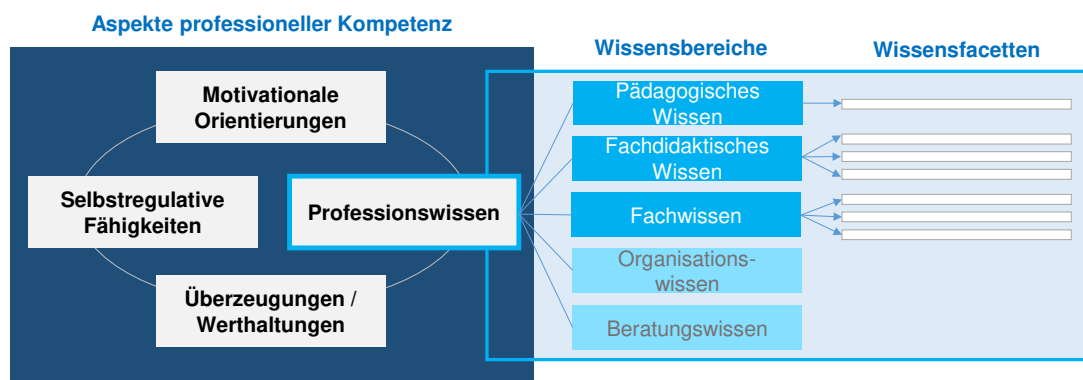 Aspekte professioneller Kompetenz
Motivationale
Orientierungen
Selbstregulative
Fähigkeiten
Professionswissen
Überzeugungen /
Werthaltungen
Wissensbereiche
Pädagogisches
Wissen
Fachdidaktisches
Wissen
Fachwissen
Organisations-
wissen
Beratungswissen
Wissensfacetten